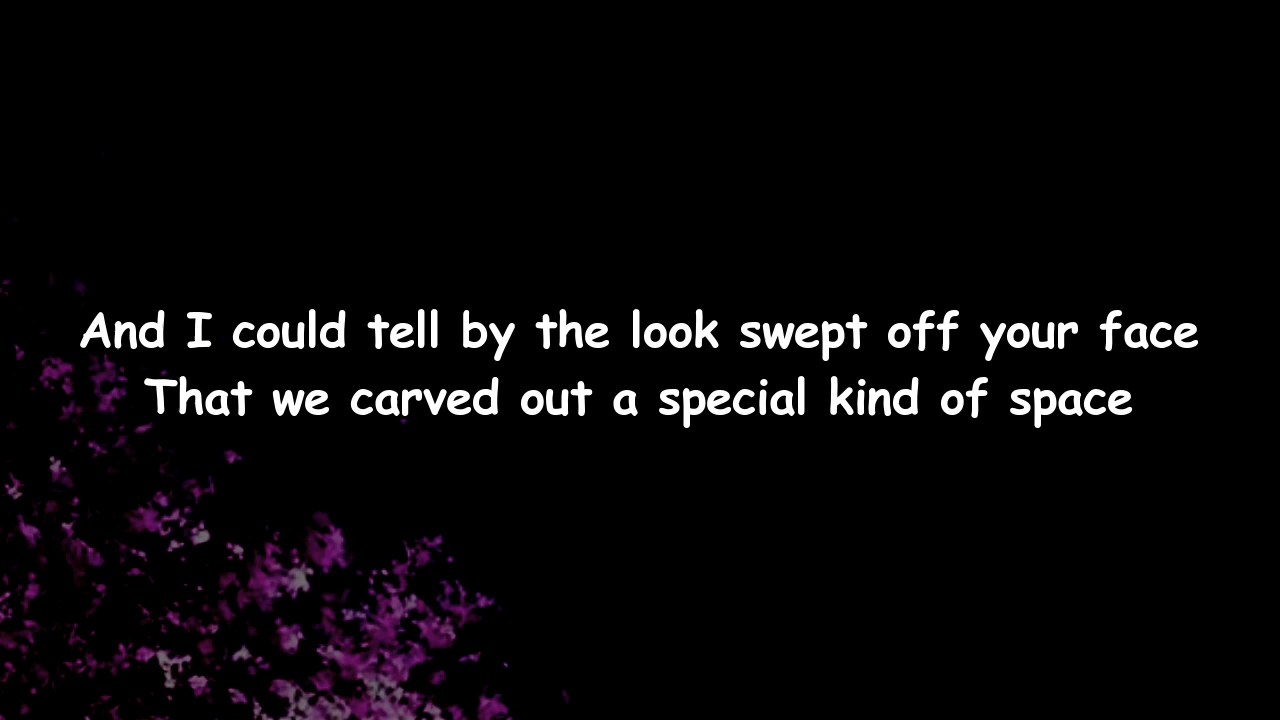 And I could tell by the look swept off your face
That we carved out a special kind of space